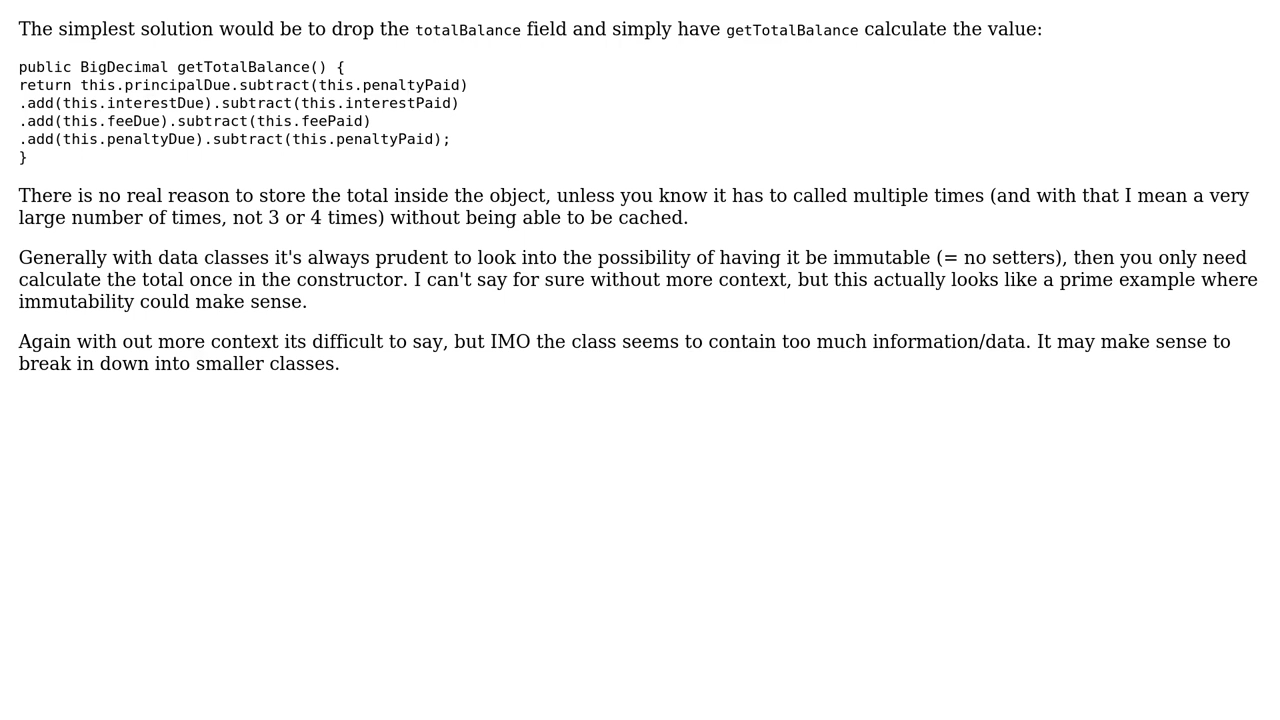 The simplest solution would be to drop the totalBalance field and simply have getTotalBalance calculate the value:
public BigDecimal getTotalBalance() {
return this.principalDue.subtract(this.penaltyPaid)
.add(this.interestDue).subtract(this.interestPaid)
.add(this.feeDue).subtract(this.feePaid)
.add(this.penaltyDue).subtract(this.penaltyPaid);
}
There is no real reason to store the total inside the object, unless you know it has to called multiple times (and with that I mean a very
large number of times, not 3 or 4 times) without being able to be cached.
Generally with data classes it's always prudent to look into the possibility of having it be immutable (= no setters), then you only need
calculate the total once in the constructor. I can't say for sure without more context, but this actually looks like a prime example where
immutability could make sense.
Again with out more context its difficult to say, but IMO the class seems to contain too much information/data. It may make sense to
break in down into smaller classes.